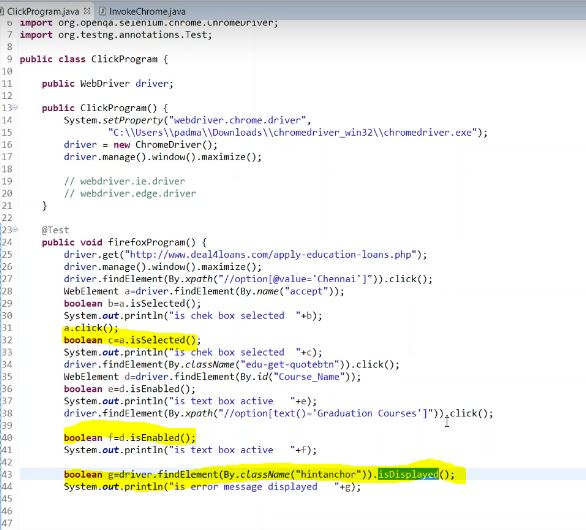 ClickProgram.java InvokeChrome.java
6 import org.openqa.selenium.chrome.ChromeDriver;
7 import org.testng.annotations.Test;
8
9 public class ClickProgram {
10
11 public WebDriver driver;
12
13 public ClickProgram() {
14 System.setProperty("webdriver.chrome.driver",
15 "C:\\Users\\padma\\Downloads\\chromedriver_win32\\chromedriver.exe");
16 driver = new ChromeDriver();
17 driver.manage().window().maximize();
18
19 // webdriver.ie.driver
20 // webdriver.edge.driver
21 }
22
23 @Test
24 public void firefoxProgram() {
25 driver.get("http://www.deal4loans.com/apply-education-loans.php");
26 driver.manage().window().maximize();
27 driver.findElement(By.xpath("//option[@value='Chennai']")).click();
28 WebElement a=driver.findElement(By.name("accept"));
29 boolean b=a.isSelected();
30 System.out.println("is chek box selected "+b);
31 a.click();
32 boolean c=a.isSelected();
33 System.out.println("is chek box selected "+c);
34 driver.findElement(By.className("edu-get-quotebtn")).click();
35 WebElement d=driver.findElement(By.id("Course_Name"));
36 boolean e=d.isEnabled();
37 System.out.println("is text box active "+e);
38 driver.findElement(By.xpath("//option[text()='Graduation Courses']")).click();
39
40 boolean f=d.isEnabled();
41 System.out.println("is text box active "+f);
42
43 boolean g=driver.findElement(By.className("hintanchor")).isDisplayed();
44 System.out.println("is error message displayed "+g);